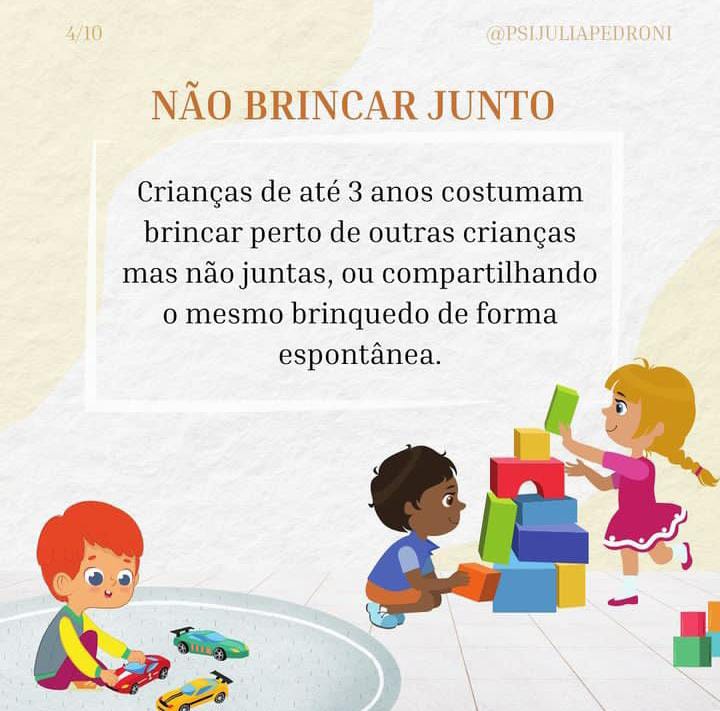 4/10
@PSIJULIAPEDRONI
NÃO BRINCAR JUNTO
Crianças de até 3 anos costumam
brincar perto de outras crianças
mas não juntas, ou compartilhando
o mesmo brinquedo de forma
espontânea.